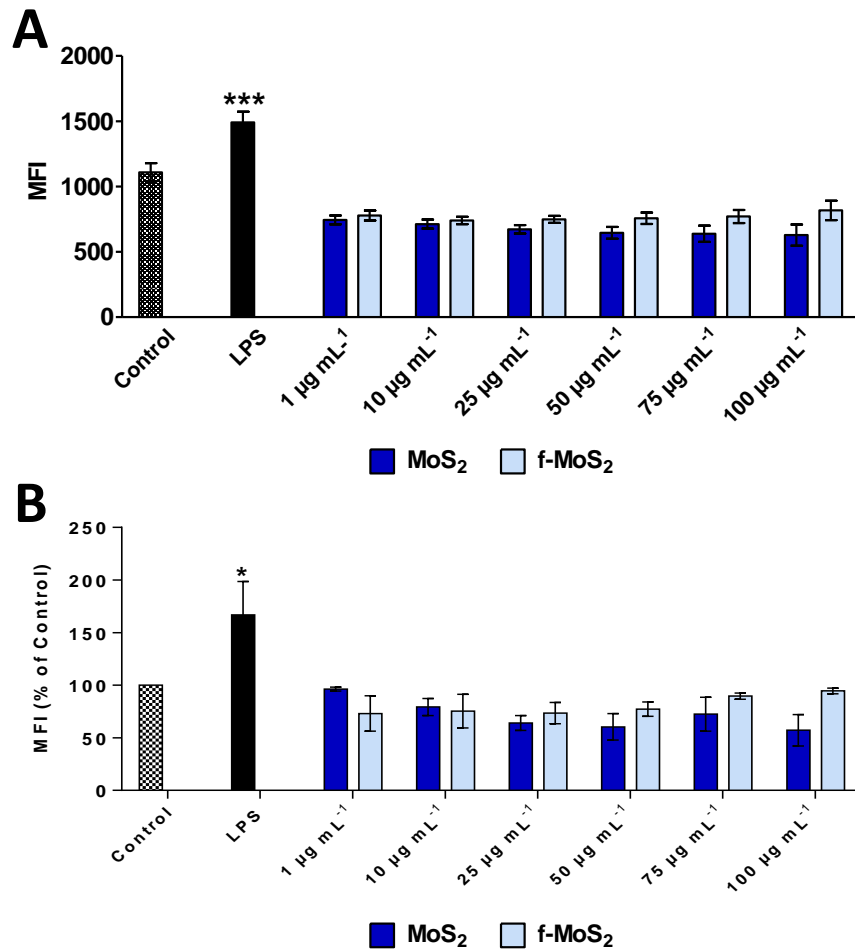 A
2000
1500
1000
500
0
MFI
***
Control
LPS
1 µg mL-¹
10 µg mL⁻¹
25 µg mL⁻¹
50 µg mL⁻¹
75 µg mL⁻¹
100 µg mL⁻¹
MoS₂ f-MoS₂
B
250
200
150
100
50
0
MFI (% of Control)
*
Control
LPS
1 µg mL⁻¹
10 µg mL⁻¹
25 µg mL⁻¹
50 µg mL⁻¹
75 µg mL⁻¹
100 µg mL⁻¹
MoS₂ f-MoS₂